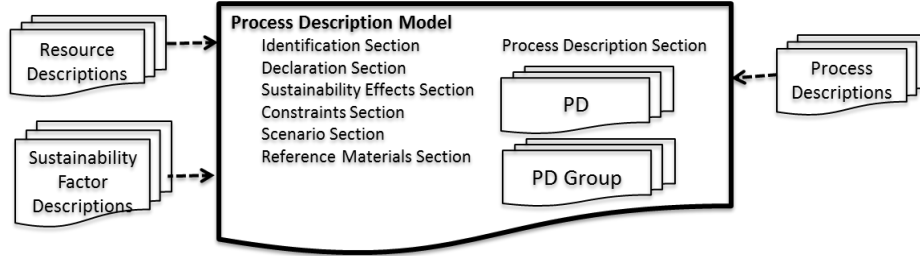 Resource
Descriptions
Sustainability
Factor
Descriptions
Process Description Model
Identification Section
Declaration Section
Sustainability Effects Section
Constraints Section
Scenario Section
Reference Materials Section
Process Description Section
PD
PD Group
Process
Descriptions